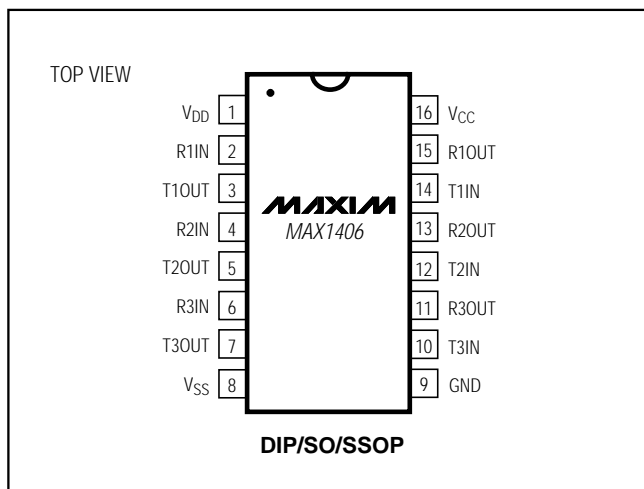 TOP VIEW
VDD 1
R1IN 2
T1OUT 3
R2IN 4
T2OUT 5
R3IN 6
T3OUT 7
VSS 8
MAXIM
MAX1406
16 VCC
15 R1OUT
14 T1IN
13 R2OUT
12 T2IN
11 R3OUT
10 T3IN
9 GND
DIP/SO/SSOP